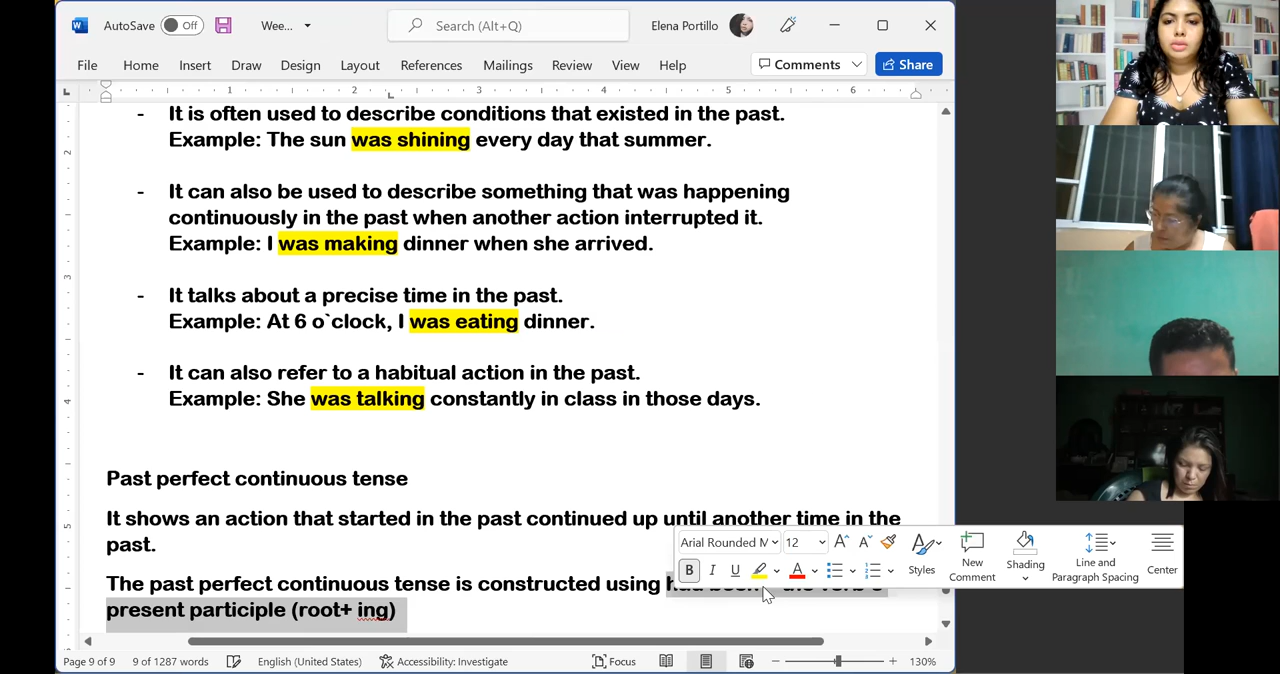 AutoSave Off Wee... Search (Alt+Q) Elena Portillo
File Home Insert Draw Design Layout References Mailings Review View Help Comments Share
1 2 3 4 5 6
- It is often used to describe conditions that existed in the past.
Example: The sun was shining every day that summer.
- It can also be used to describe something that was happening
continuously in the past when another action interrupted it.
Example: I was making dinner when she arrived.
- It talks about a precise time in the past.
Example: At 6 o`clock, I was eating dinner.
- It can also refer to a habitual action in the past.
Example: She was talking constantly in class in those days.
Past perfect continuous tense
It shows an action that started in the past continued up until another time in the
past.
Arial Rounded M 12
Styles New Comment Shading Line and Paragraph Spacing Center
The past perfect continuous tense is constructed using
present participle (root+ ing)
Page 9 of 9 9 of 1287 words English (United States) Accessibility: Investigate Focus 130%